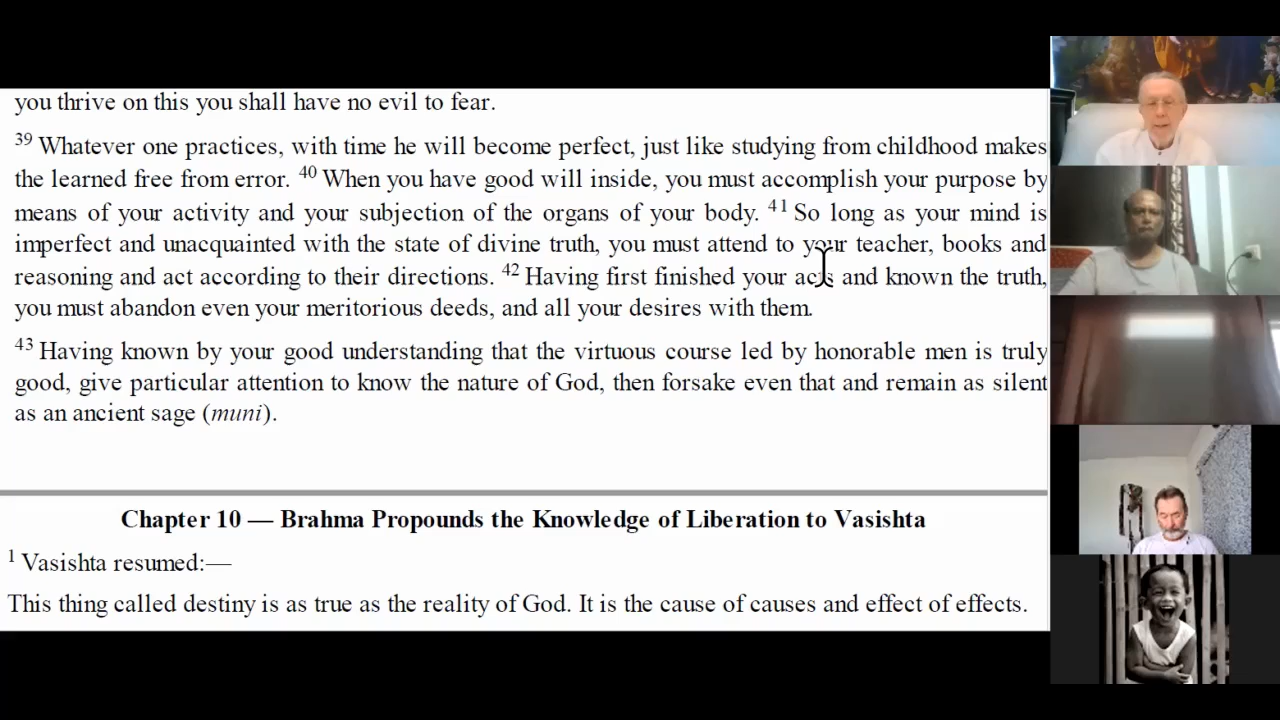 you thrive on this you shall have no evil to fear.
39 Whatever one practices, with time he will become perfect, just like studying from childhood makes
the learned free from error. 40 When you have good will inside, you must accomplish your purpose by
means of your activity and your subjection of the organs of your body. 41 So long as your mind is
imperfect and unacquainted with the state of divine truth, you must attend to your teacher, books and
reasoning and act according to their directions. 42 Having first finished your acts and known the truth,
you must abandon even your meritorious deeds, and all your desires with them.
43 Having known by your good understanding that the virtuous course led by honorable men is truly
good, give particular attention to know the nature of God, then forsake even that and remain as silent
as an ancient sage (muni).
Chapter 10 — Brahma Propounds the Knowledge of Liberation to Vasishta
1 Vasishta resumed:—
This thing called destiny is as true as the reality of God. It is the cause of causes and effect of effects.